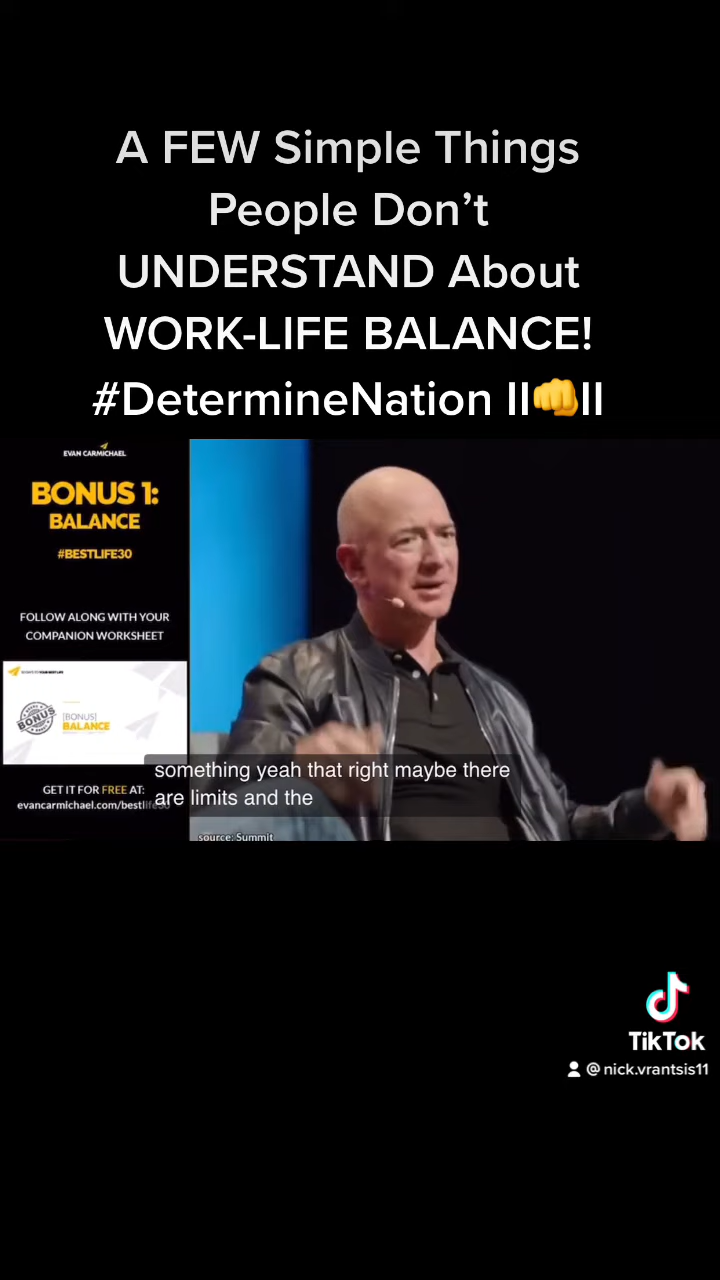 A FEW Simple Things
People Don’t
UNDERSTAND About
WORK-LIFE BALANCE!
#DetermineNation II👊II
EVAN CARMICHAEL
BONUS 1:
BALANCE
#BESTLIFE30
FOLLOW ALONG WITH YOUR
COMPANION WORKSHEET
BONUS
[BONUS]
BALANCE
GET IT FOR FREE AT:
evancarmichael.com/bestlife30
something yeah that right maybe there
are limits and the
source: Summit
TikTok
@ nick.vrantsis11